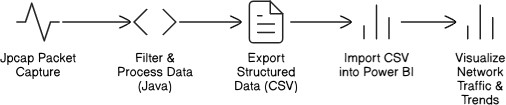 Jpcap Packet
Capture
Filter &
Process Data
(Java)
Export
Structured
Data (CSV)
Import CSV
into Power BI
Visualize
Network
Traffic &
Trends